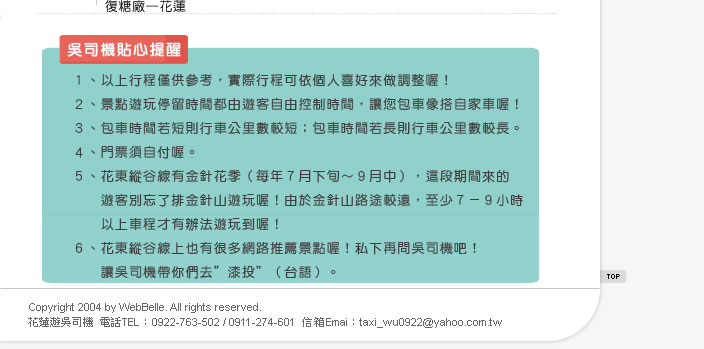 復糖廠—花蓮
吳司機貼心提醒
1、以上行程僅供參考，實際行程可依個人喜好來做調整喔！
2、景點遊玩停留時間都由遊客自由控制時間，讓您包車像搭自家車喔！
3、包車時間若短則行車公里數較短；包車時間若長則行車公里數較長。
4、門票須自付喔。
5、花東縱谷線有金針花季（每年7月下旬～9月中），這段期間來的
遊客別忘了排金針山遊玩喔！由於金針山路途較遠，至少7－9小時
以上車程才有辦法遊玩到喔！
6、花東縱谷線上也有很多網路推薦景點喔！私下再問吳司機吧！
讓吳司機帶你們去”漆投”（台語）。
TOP
Copyright 2004 by WebBelle. All rights reserved.
花蓮遊吳司機 電話TEL：0922-763-502 / 0911-274-601 信箱Emai：taxi_wu0922@yahoo.com.tw